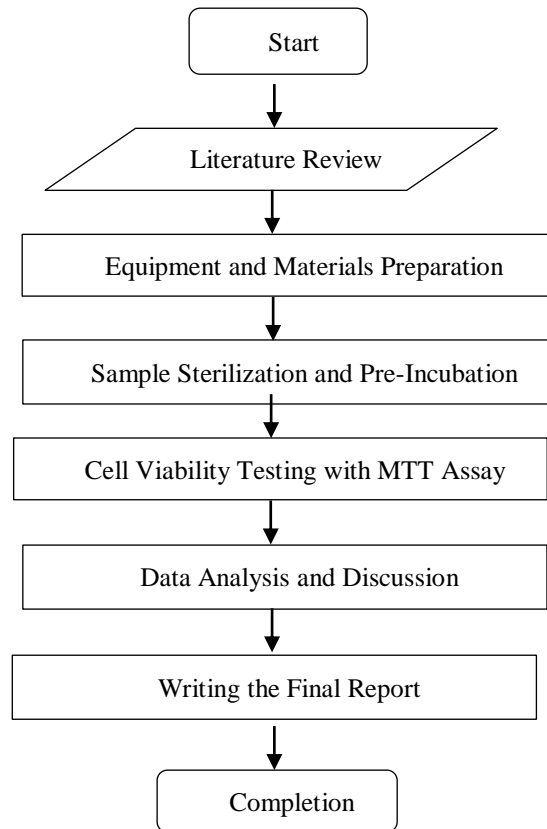 Start
Literature Review
Equipment and Materials Preparation
Sample Sterilization and Pre-Incubation
Cell Viability Testing with MTT Assay
Data Analysis and Discussion
Writing the Final Report
Completion